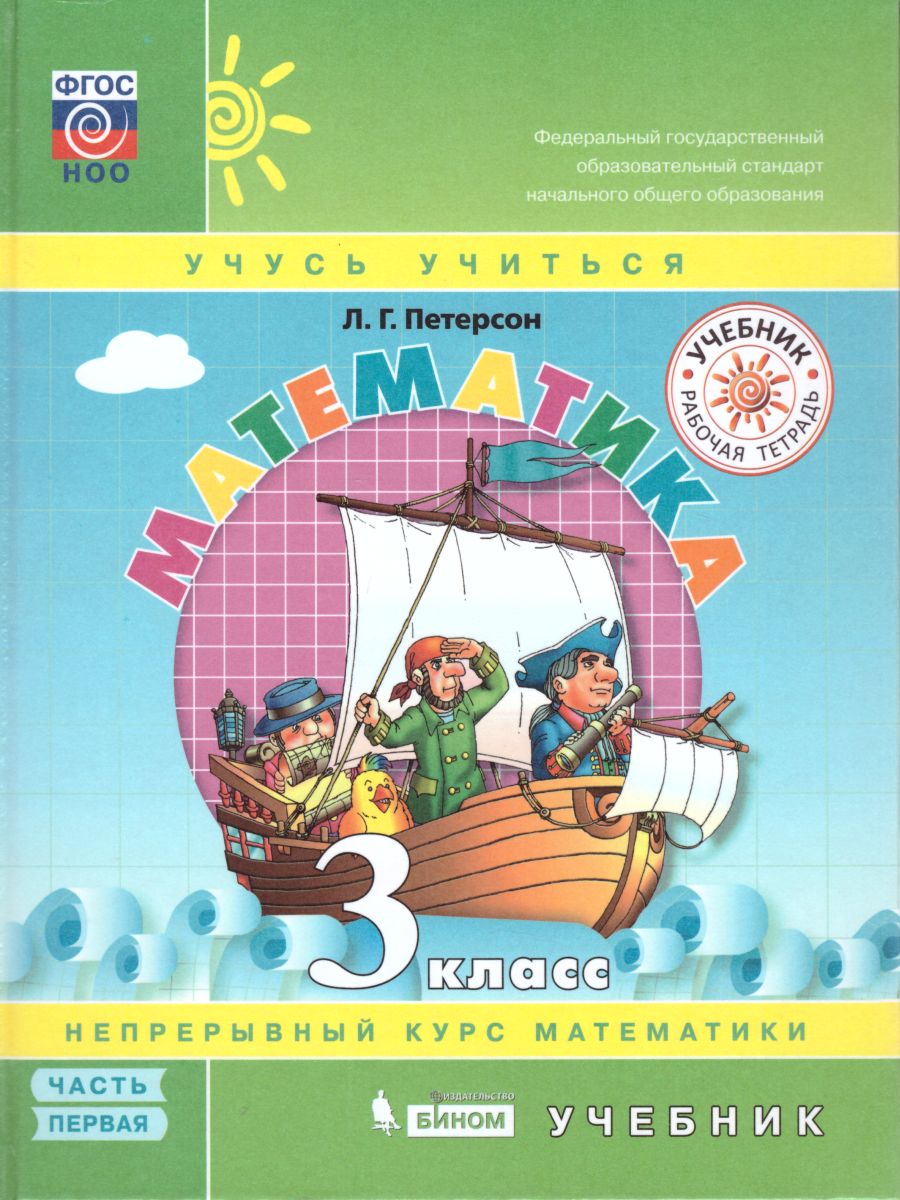 ФГОС
НОО
Федеральный государственный
образовательный стандарт
начального общего образования
УЧУСЬ УЧИТЬСЯ
Л. Г. Петерсон
МАТЕМАТИКА
УЧЕБНИК
РАБОЧАЯ ТЕТРАДЬ
3 класс
НЕПРЕРЫВНЫЙ КУРС МАТЕМАТИКИ
ЧАСТЬ
ПЕРВАЯ
ИЗДАТЕЛЬСТВО
БИНОМ
УЧЕБНИК